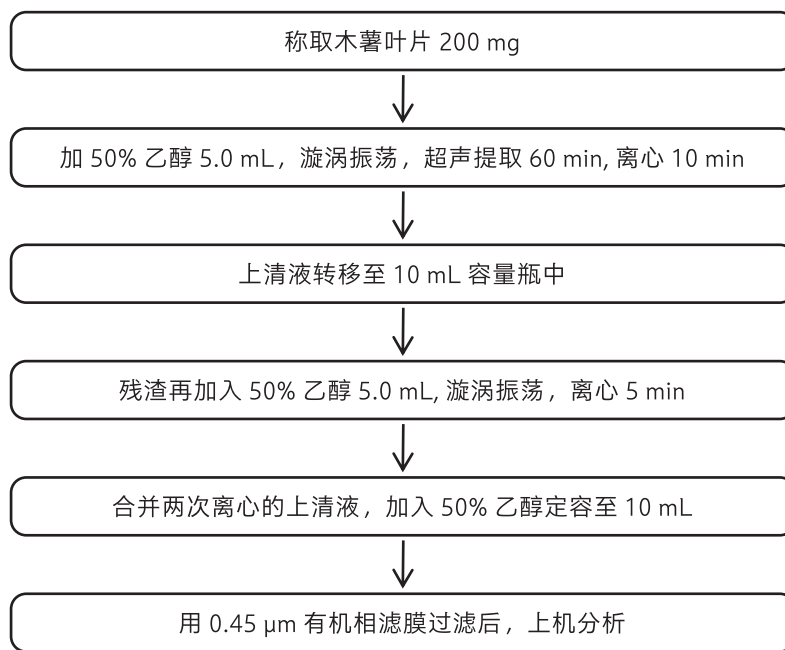 称取木薯叶片 200 mg
加 50% 乙醇 5.0 mL，漩涡振荡，超声提取 60 min, 离心 10 min
上清液转移至 10 mL 容量瓶中
残渣再加入 50% 乙醇 5.0 mL, 漩涡振荡，离心 5 min
合并两次离心的上清液，加入 50% 乙醇定容至 10 mL
用 0.45 μm 有机相滤膜过滤后，上机分析